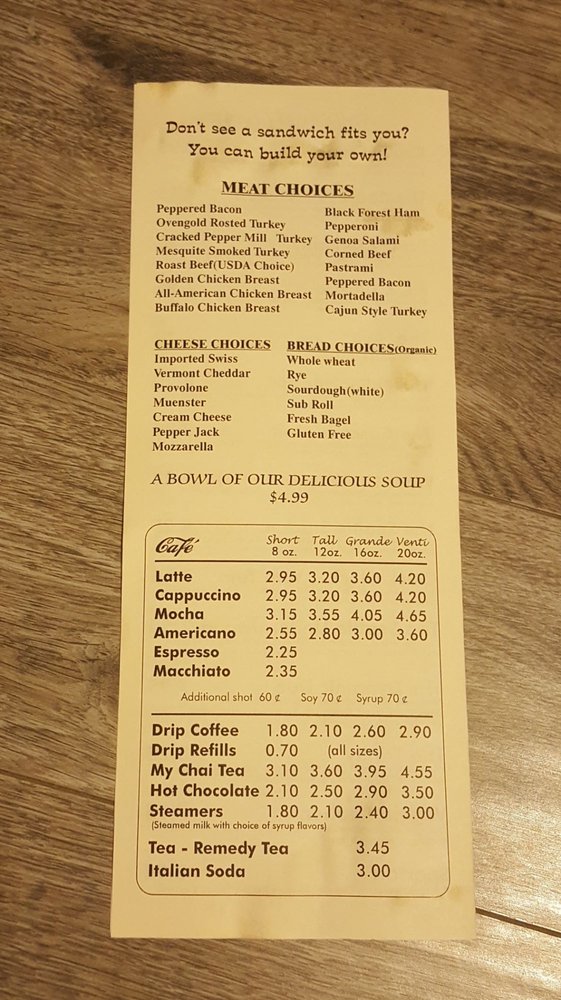 Don't see a sandwich fits you?
You can build your own!
MEAT CHOICES
Peppered Bacon
Ovengold Rosted Turkey
Cracked Pepper Mill Turkey
Mesquite Smoked Turkey
Roast Beef(USDA Choice)
Golden Chicken Breast
All-American Chicken Breast
Buffalo Chicken Breast
Black Forest Ham
Pepperoni
Genoa Salami
Corned Beef
Pastrami
Peppered Bacon
Mortadella
Cajun Style Turkey
CHEESE CHOICES
Imported Swiss
Vermont Cheddar
Provolone
Muenster
Cream Cheese
Pepper Jack
Mozzarella
BREAD CHOICES(Organic)
Whole wheat
Rye
Sourdough(white)
Sub Roll
Fresh Bagel
Gluten Free
A BOWL OF OUR DELICIOUS SOUP
$4.99
Café Short Tall Grande Venti
8 oz. 12oz. 16oz. 20oz.
Latte 2.95 3.20 3.60 4.20
Cappuccino 2.95 3.20 3.60 4.20
Mocha 3.15 3.55 4.05 4.65
Americano 2.55 2.80 3.00 3.60
Espresso 2.25
Macchiato 2.35
Additional shot 60 ¢ Soy 70 ¢ Syrup 70 ¢
Drip Coffee 1.80 2.10 2.60 2.90
Drip Refills 0.70 (all sizes)
My Chai Tea 3.10 3.60 3.95 4.55
Hot Chocolate 2.10 2.50 2.90 3.50
Steamers 1.80 2.10 2.40 3.00
(Steamed milk with choice of syrup flavors)
Tea - Remedy Tea 3.45
Italian Soda 3.00